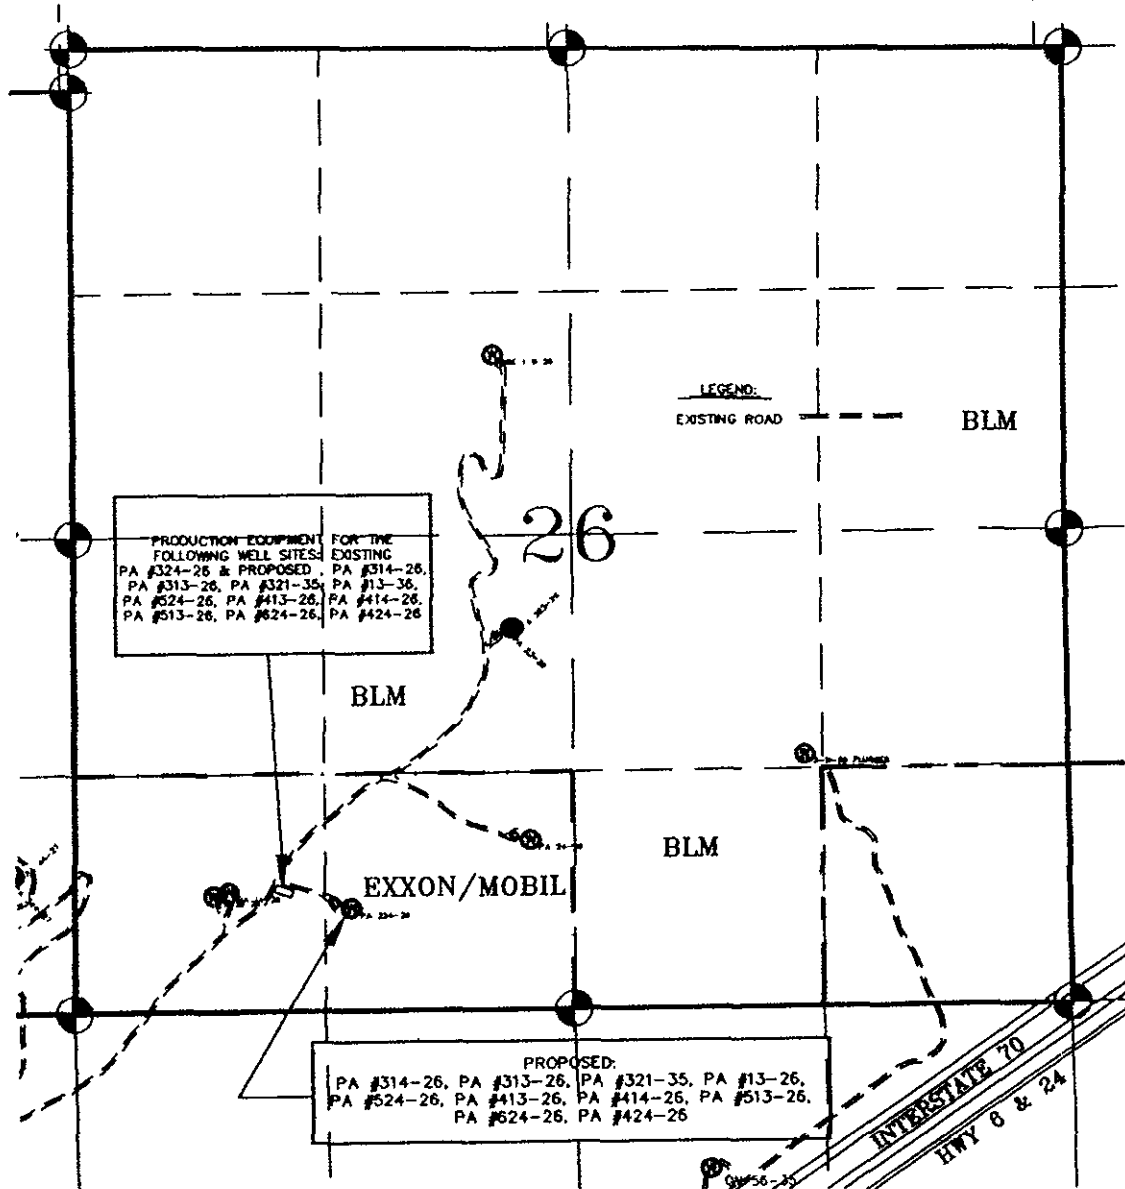 LEGEND:
EXISTING ROAD
BLM
26
PRODUCTION EQUIPMENT FOR THE
FOLLOWING WELL SITES: EXISTING
PA #324-26 & PROPOSED, PA #314-26,
PA #313-26, PA #321-35, PA #13-36,
PA #524-26, PA #413-26, PA #414-26,
PA #513-26, PA #624-26, PA #424-26
BLM
BLM
EXXON/MOBIL
PROPOSED:
PA #314-26, PA #313-26, PA #321-35, PA #13-26,
PA #524-26, PA #413-26, PA #414-26, PA #513-26,
PA #624-26, PA #424-26
INTERSTATE 70
HWY 6 & 24